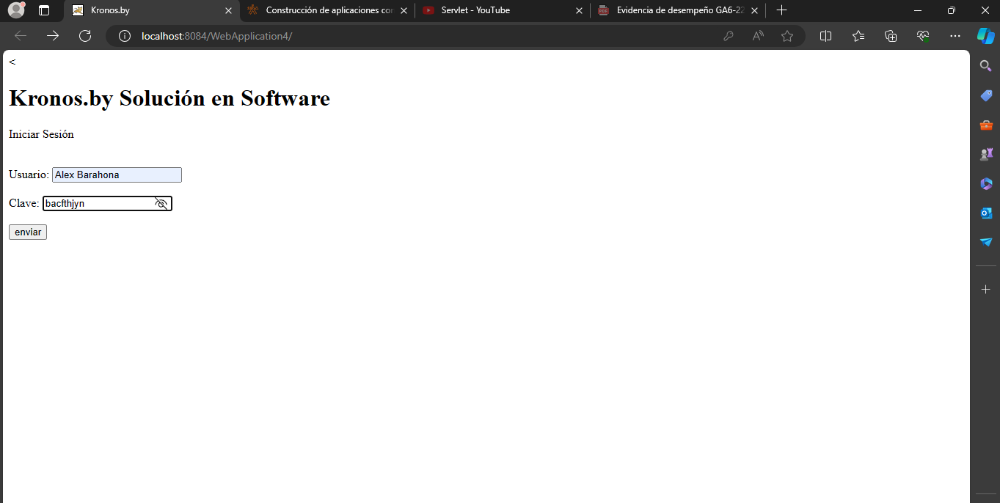 Kronos.by
Construcción de aplicaciones cor
Servlet - YouTube
Evidencia de desempeño GA6-22
localhost:8084/WebApplication4/
<
Kronos.by Solución en Software
Iniciar Sesión
Usuario: Alex Barahona
Clave: bacfthjyn
enviar